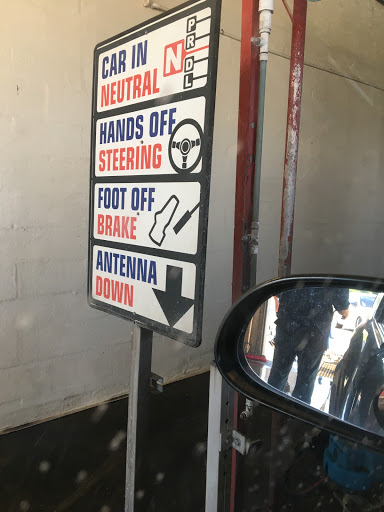 CAR IN
NEUTRAL
N
P
R
D
L
HANDS OFF
STEERING
FOOT OFF
BRAKE
ANTENNA
DOWN